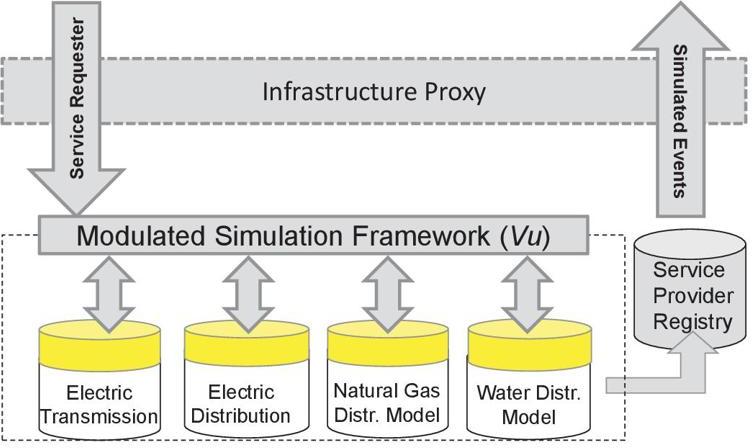 Service Requester
Infrastructure Proxy
Simulated Events
Modulated Simulation Framework (Vu)
Service
Provider
Registry
Electric
Transmission
Electric
Distribution
Natural Gas
Distr. Model
Water Distr.
Model